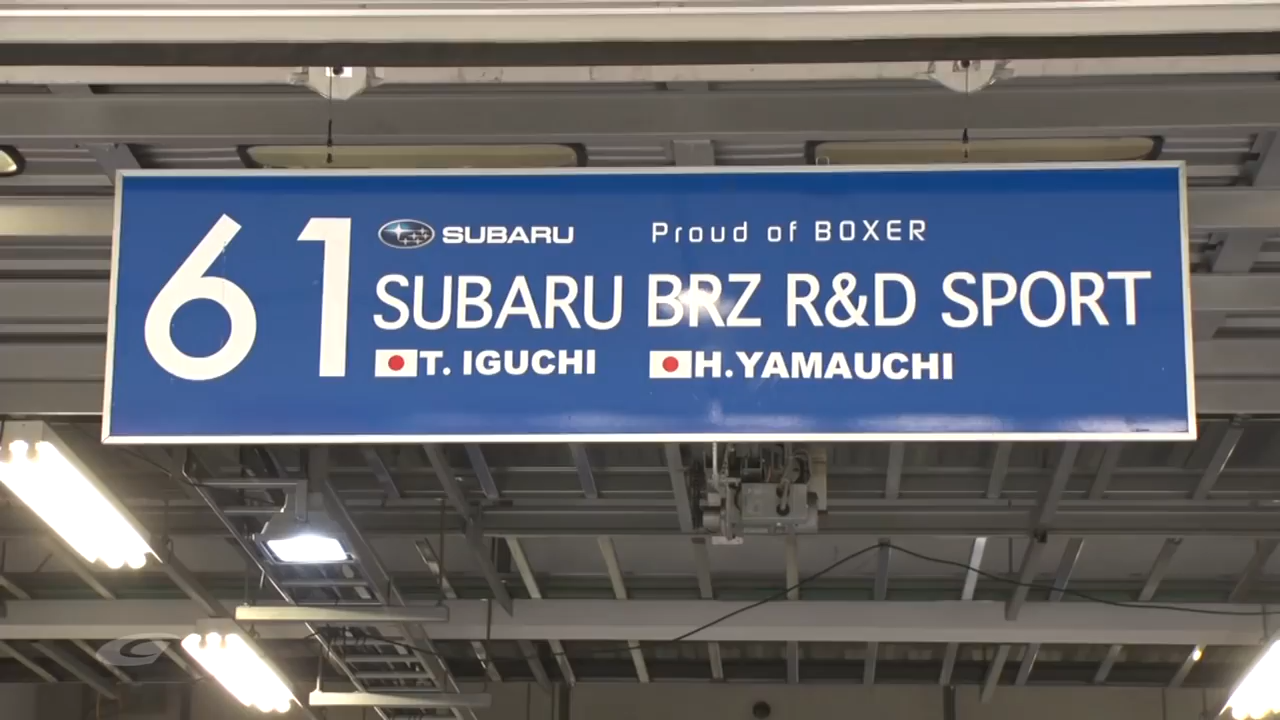 61
SUBARU Proud of BOXER
SUBARU BRZ R&D SPORT
T. IGUCHI H.YAMAUCHI